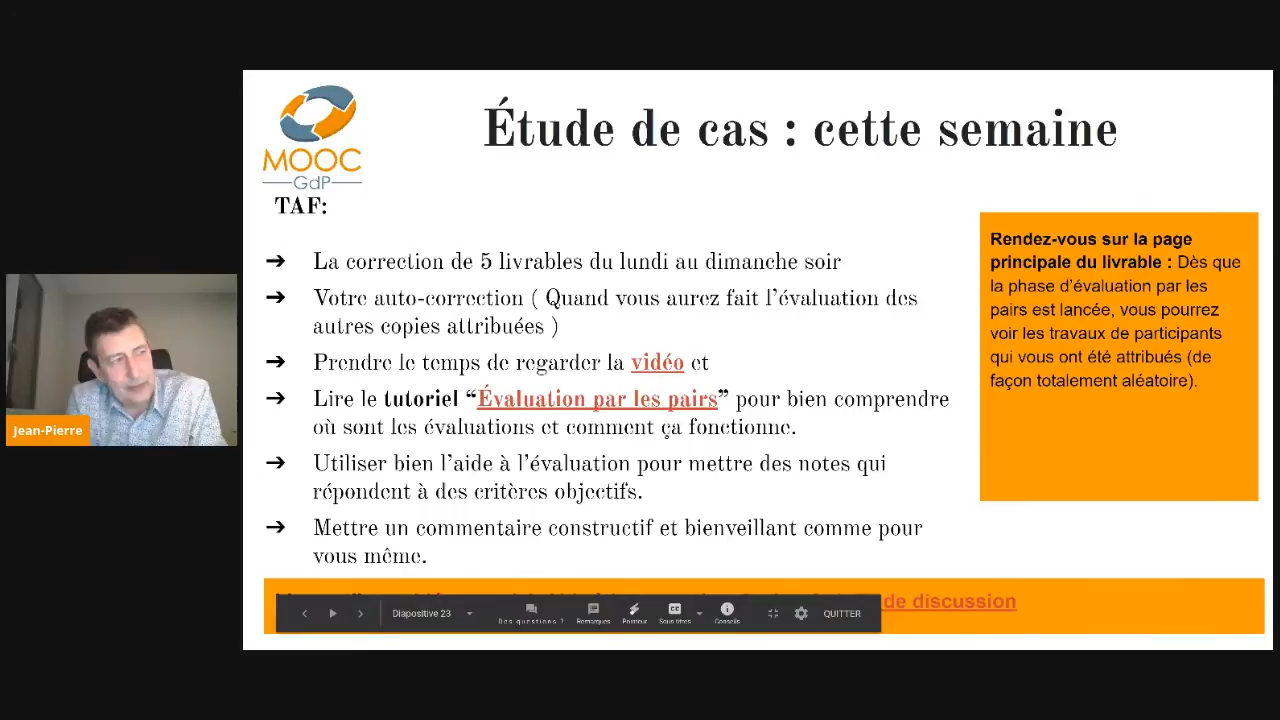 MOOC
GdP
Étude de cas : cette semaine
TAF:
➔ La correction de 5 livrables du lundi au dimanche soir
➔ Votre auto-correction ( Quand vous aurez fait l’évaluation des
autres copies attribuées )
➔ Prendre le temps de regarder la vidéo et
➔ Lire le tutoriel “Évaluation par les pairs” pour bien comprendre
où sont les évaluations et comment ça fonctionne.
➔ Utiliser bien l’aide à l’évaluation pour mettre des notes qui
répondent à des critères objectifs.
➔ Mettre un commentaire constructif et bienveillant comme pour
vous même.
Rendez-vous sur la page
principale du livrable : Dès que
la phase d’évaluation par les
pairs est lancée, vous pourrez
voir les travaux de participants
qui vous ont été attribués (de
façon totalement aléatoire).
Jean-Pierre
de discussion
Diapositive 23
Des questions ?
Remarques
Pointeur
Sous-titres
Conseils
QUITTER